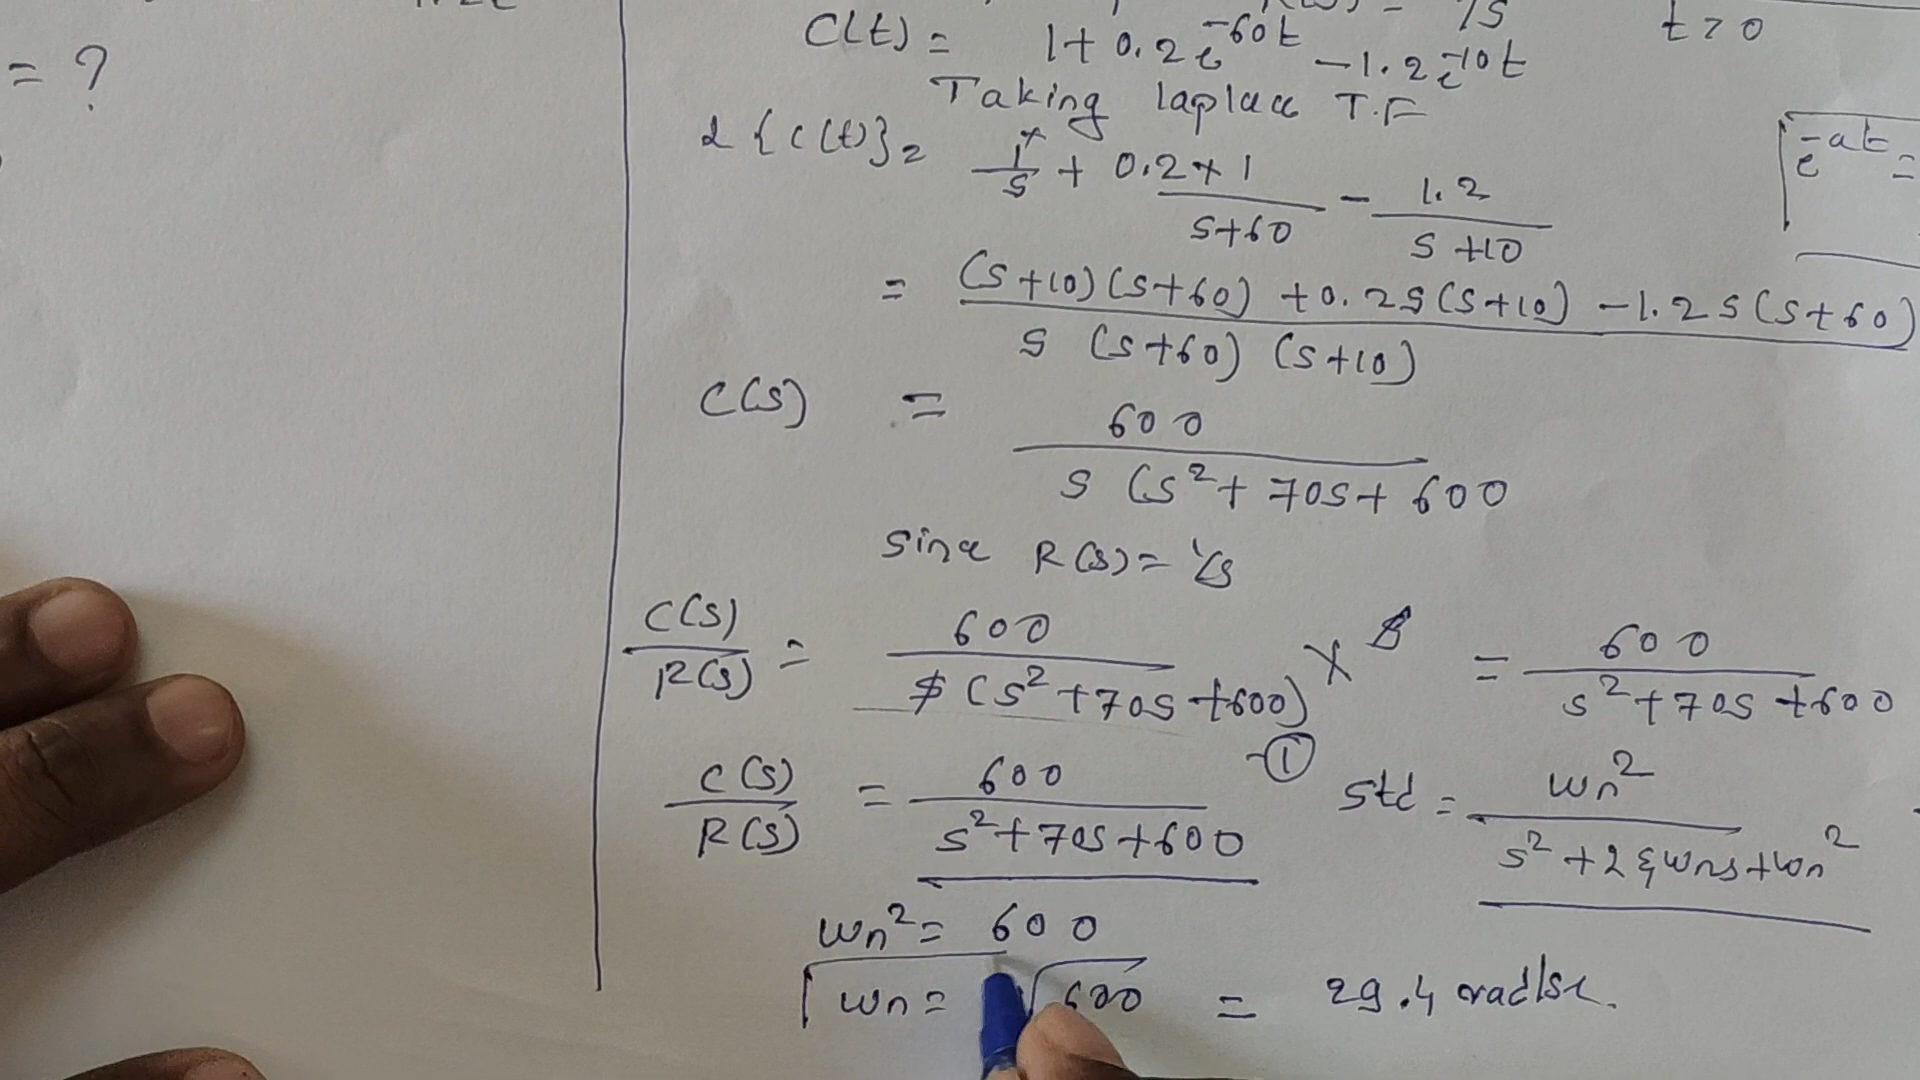 = ?
t > 0
C(t) = 1 + 0.2 e^-60t - 1.2 e^-10t
Taking laplace T.F
L{c(t)} = 1/s + 0.2 × 1/(s+60) - 1.2/(s+10)
e^-at =
= ((s+10)(s+60) + 0.2s(s+10) - 1.2s(s+60)) / (s (s+60) (s+10))
C(s) = 600 / (s (s² + 70s + 600
since R(s) = 1/s
C(s)/R(s) = 600 / (s (s² + 70s + 600)) × s = 600 / (s² + 70s + 600)
C(s)/R(s) = 600 / (s² + 70s + 600) - ①
std = wn² / (s² + 2ξwns + wn²)
wn² = 600
wn = √600 = 29.4 rad/sec.